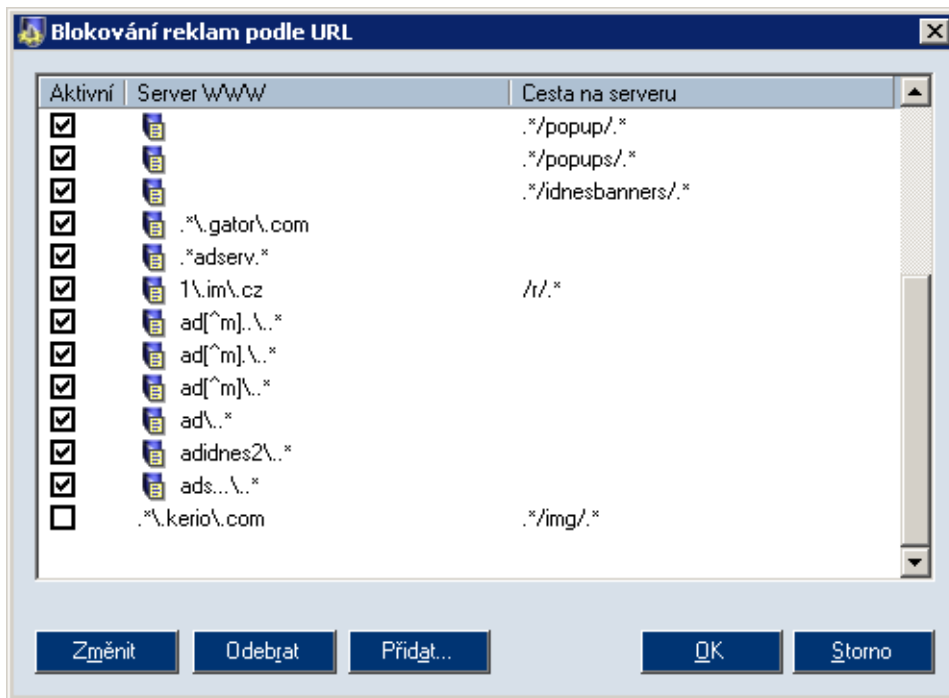 Blokování reklam podle URL
Aktivní Server WWW Cesta na serveru
.*/popup/.*
.*/popups/.*
.*/idnesbanners/.*
.*\.gator\.com
.*adserv.*
1\.im\.cz /r/.*
ad[^m]..\..*
ad[^m].\..*
ad[^m]\..*
ad\..*
adidnes2\..*
ads...\..*
.*\.kerio\.com .*/img/.*
Změnit Odebrat Přidat... OK Storno